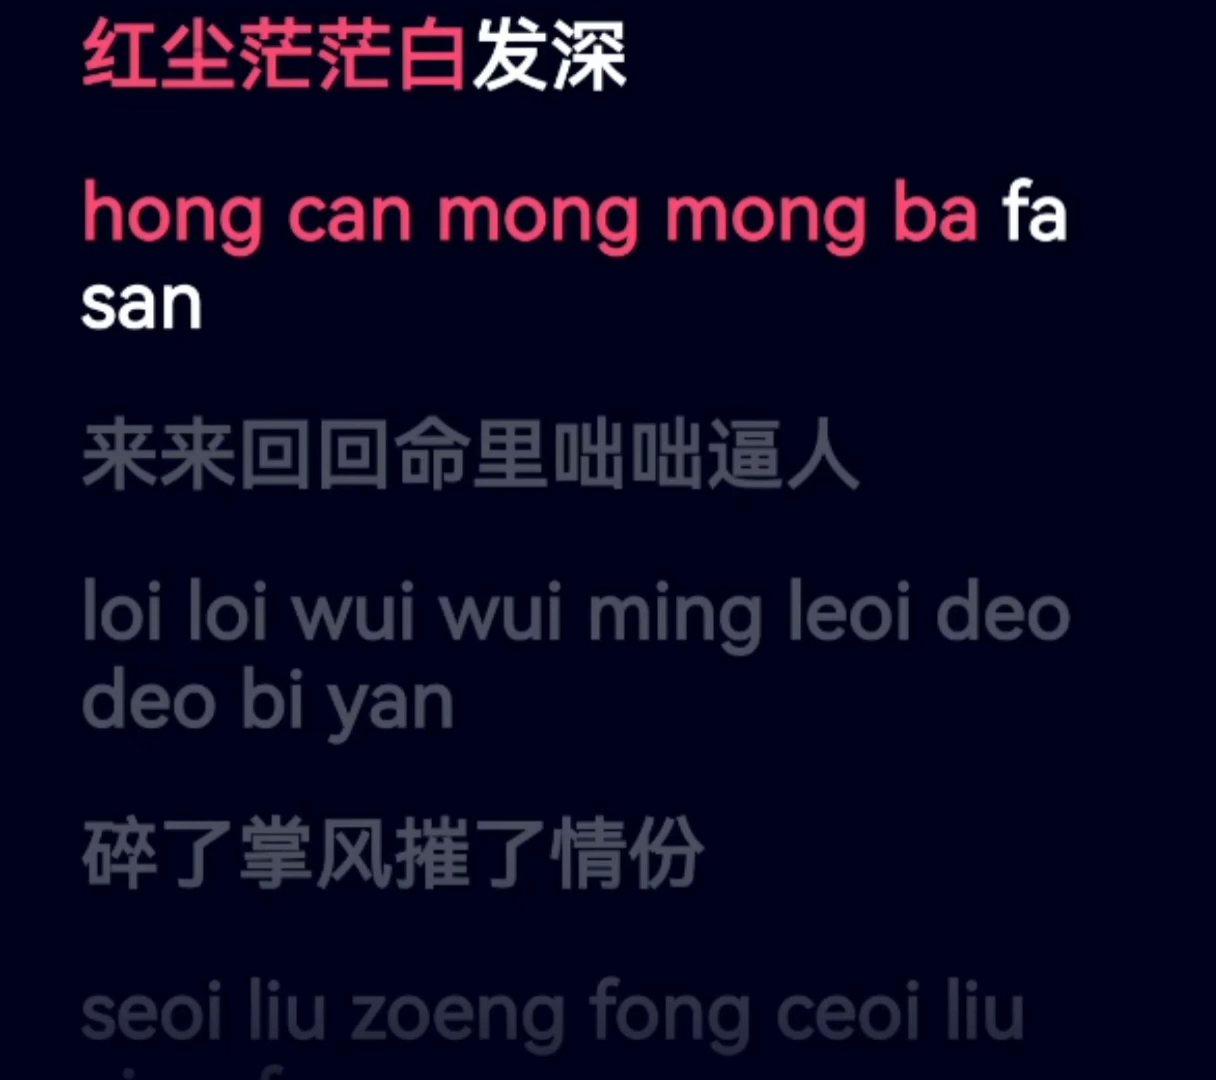 红尘茫茫白发深
hong can mong mong ba fa
san
来来回回命里咄咄逼人
loi loi wui wui ming leoi deo
deo bi yan
碎了掌风摧了情份
seoi liu zoeng fong ceoi liu